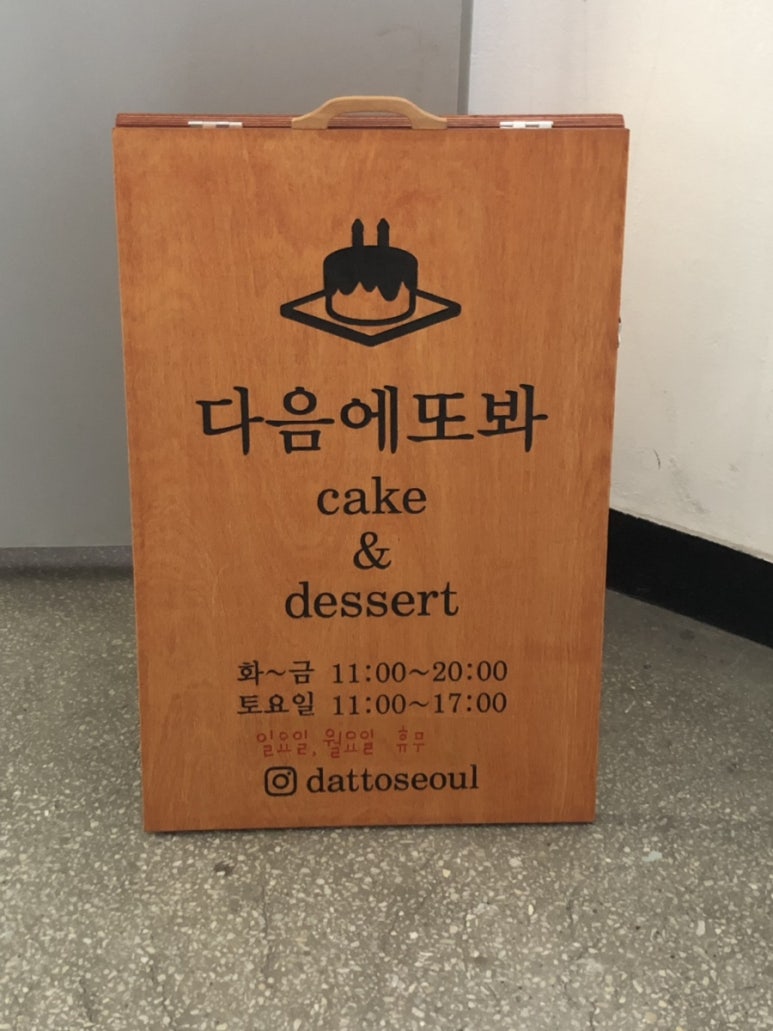 다음에또봐
cake
&
dessert
화~금 11:00~20:00
토요일 11:00~17:00
일요일, 월요일 휴무
dattoseoul